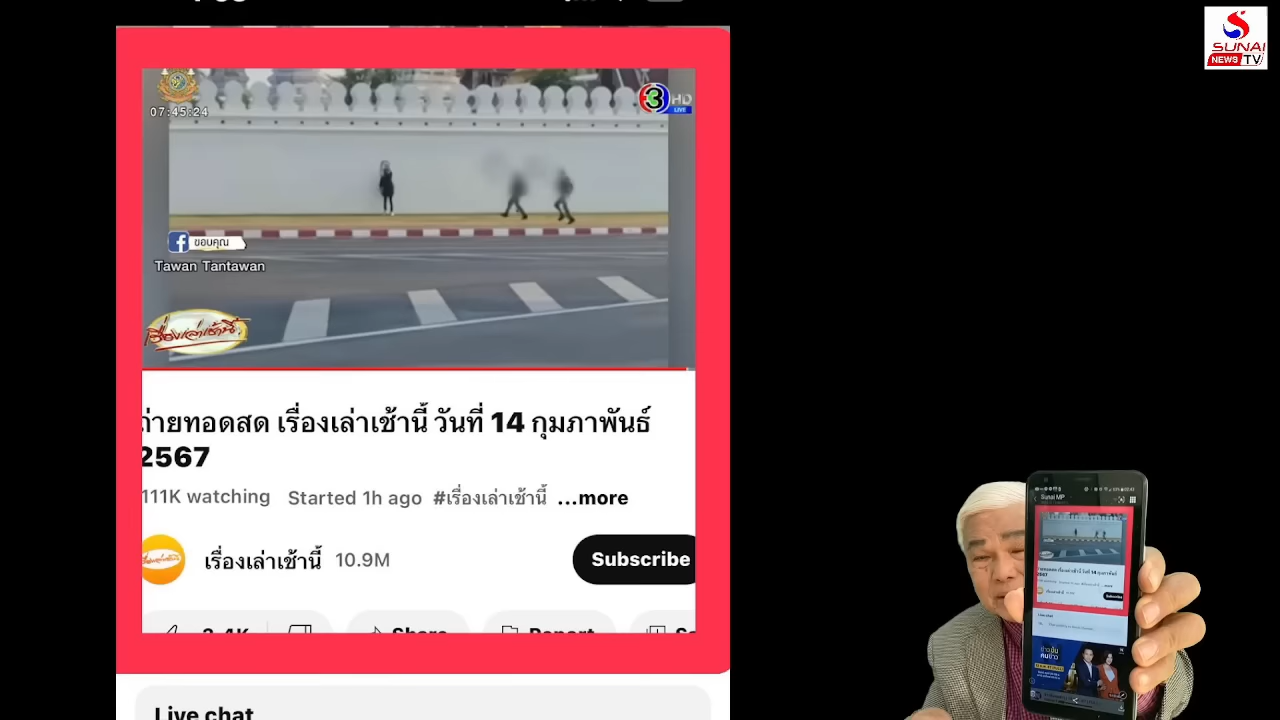 SUNAI
NEWS TV
3 HD
LIVE
07:45:24
ขอบคุณ
Tawan Tantawan
เรื่องเล่าเช้านี้
ถ่ายทอดสด เรื่องเล่าเช้านี้ วันที่ 14 กุมภาพันธ์
2567
111K watching Started 1h ago #เรื่องเล่าเช้านี้ ...more
เรื่องเล่าเช้านี้ 10.9M Subscribe
Share Report
Live chat
Sunai MP